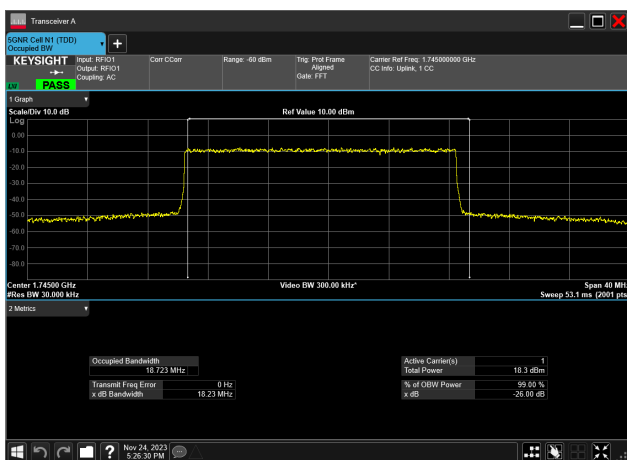 Transceiver A
5GNR Cell N1 (TDD)
Occupied BW
KEYSIGHT
LXI
PASS
Input: RFIO1
Output: RFIO1
Coupling: AC
Corr CCorr
Range: -60 dBm
Trig: Prot Frame
Aligned
Gate: FFT
Carrier Ref Freq: 1.745000000 GHz
CC Info: Uplink, 1 CC
1 Graph
Scale/Div 10.0 dB
Ref Value 10.00 dBm
Log
0.00
-10.0
-20.0
-30.0
-40.0
-50.0
-60.0
-70.0
-80.0
Center 1.74500 GHz
Video BW 300.00 kHz*
Span 40 MHz
#Res BW 30.000 kHz
Sweep 53.1 ms (2001 pts
2 Metrics
Occupied Bandwidth
18.723 MHz
Active Carrier(s) 1
Total Power 18.3 dBm
Transmit Freq Error 0 Hz
x dB Bandwidth 18.23 MHz
% of OBW Power 99.00 %
x dB -26.00 dB
?
Nov 24, 2023
5:26:30 PM